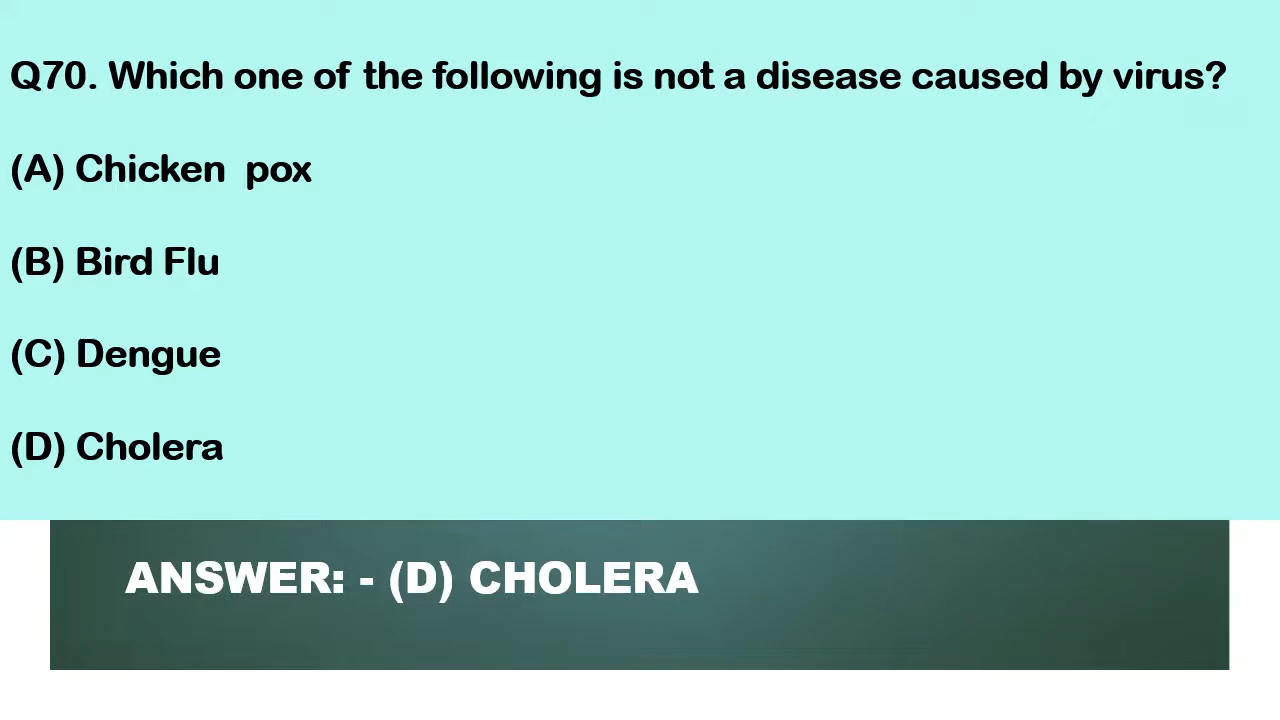 Q70. Which one of the following is not a disease caused by virus?
(A) Chicken pox
(B) Bird Flu
(C) Dengue
(D) Cholera
ANSWER: - (D) CHOLERA